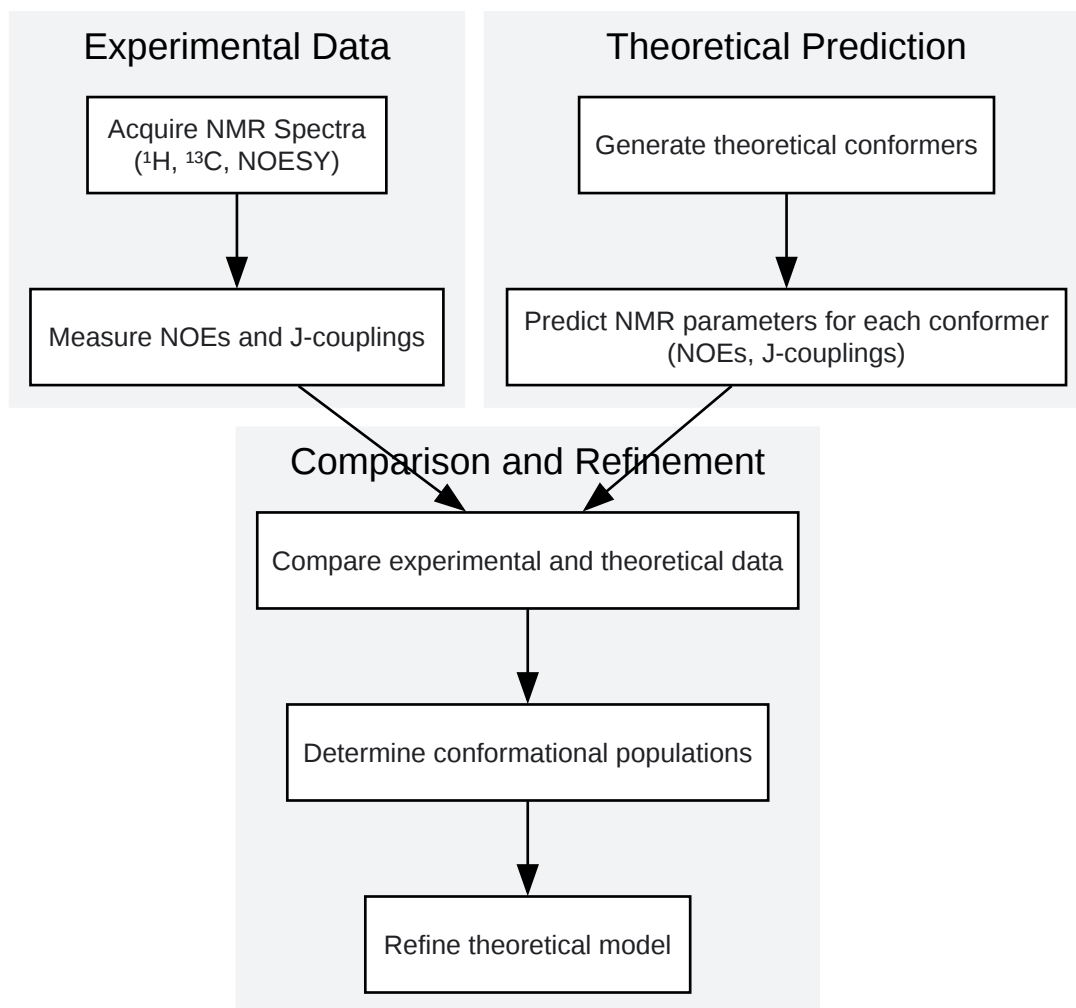 Experimental Data
Acquire NMR Spectra
(¹H, ¹³C, NOESY)
Measure NOEs and J-couplings
Theoretical Prediction
Generate theoretical conformers
Predict NMR parameters for each conformer
(NOEs, J-couplings)
Comparison and Refinement
Compare experimental and theoretical data
Determine conformational populations
Refine theoretical model